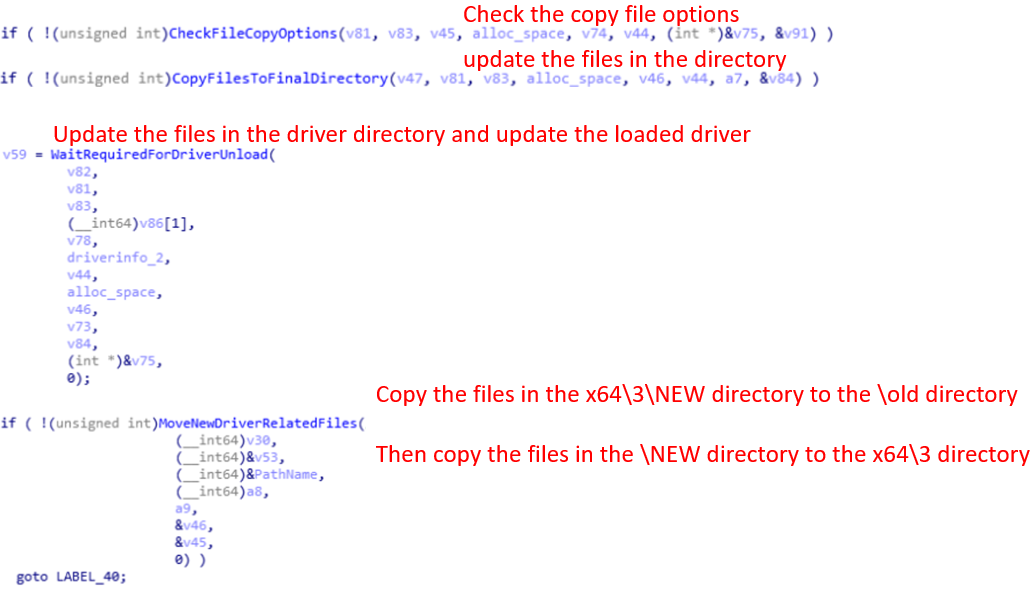 Check the copy file options
if ( !(unsigned int)CheckFileCopyOptions(v81, v83, v45, alloc_space, v74, v44, (int *)&v75, &v91) )
update the files in the directory
if ( !(unsigned int)CopyFilesToFinalDirectory(v47, v81, v83, alloc_space, v46, v44, a7, &v84) )
Update the files in the driver directory and update the loaded driver
v59 = WaitRequiredForDriverUnload(
v82,
v81,
v83,
(__int64)v86[1],
v78,
driverinfo_2,
v44,
alloc_space,
v46,
v73,
v84,
(int *)&v75,
0);
Copy the files in the x64\3\NEW directory to the \old directory
if ( !(unsigned int)MoveNewDriverRelatedFiles(
(__int64)v30,
(__int64)&v53,
Then copy the files in the \NEW directory to the x64\3 directory
(__int64)&PathName,
(__int64)a8,
a9,
&v46,
&v45,
0) )
goto LABEL_40;